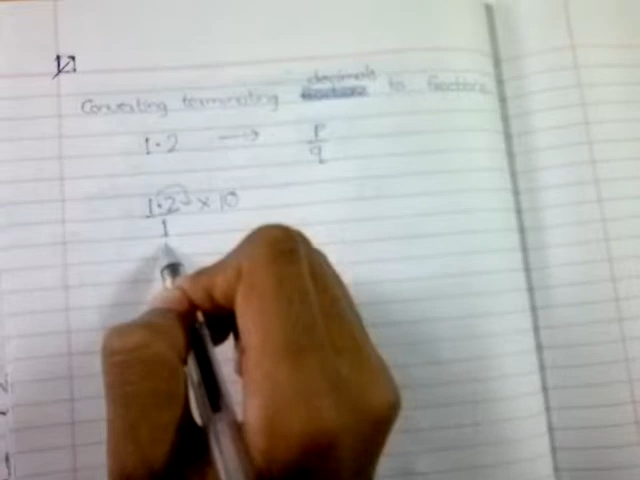 Converting terminating decimals to fractions
1.2 → p/q
1.2 × 10
1